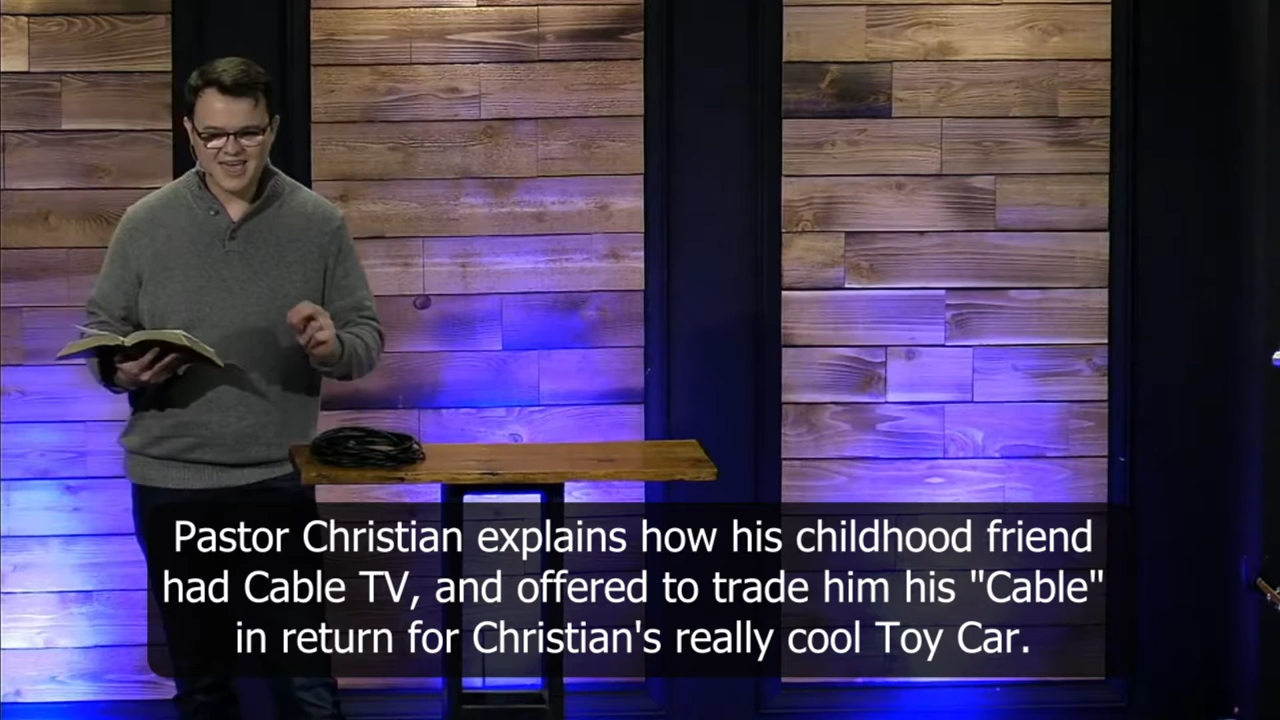 Pastor Christian explains how his childhood friend
had Cable TV, and offered to trade him his "Cable"
in return for Christian's really cool Toy Car.